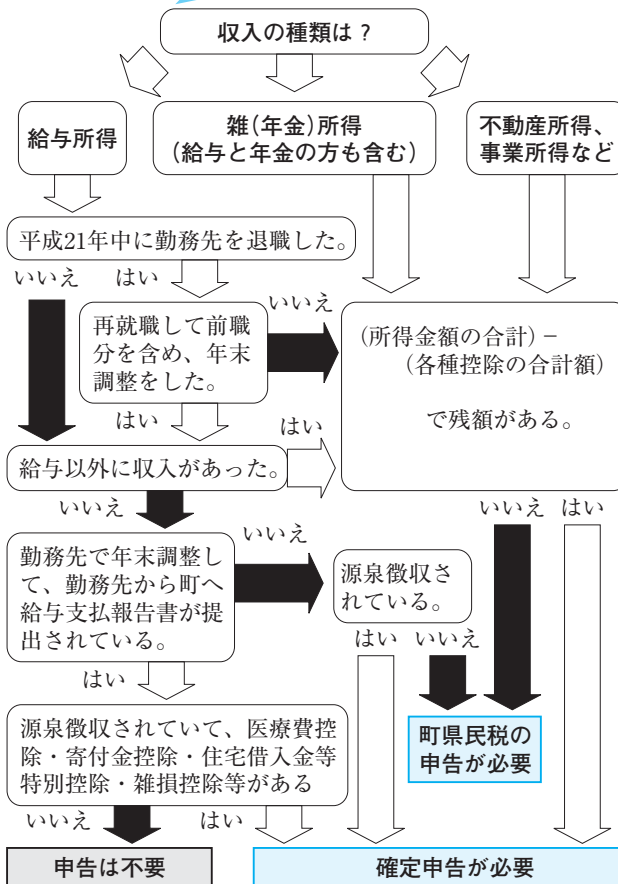 収入の種類は？
給与所得
雑（年金）所得
（給与と年金の方も含む）
不動産所得、
事業所得など
平成21年中に勤務先を退職した。
いいえ
はい
再就職して前職
分を含め、年末
調整をした。
いいえ
(所得金額の合計)－
(各種控除の合計額)
で残額がある。
はい
はい
給与以外に収入があった。
いいえ
いいえ
はい
勤務先で年末調整し
て、勤務先から町へ
給与支払報告書が提
出されている。
いいえ
源泉徴収さ
れている。
はい
いいえ
はい
源泉徴収されていて、医療費控
除・寄付金控除・住宅借入金等
特別控除・雑損控除等がある
町県民税の
申告が必要
いいえ
はい
申告は不要
確定申告が必要